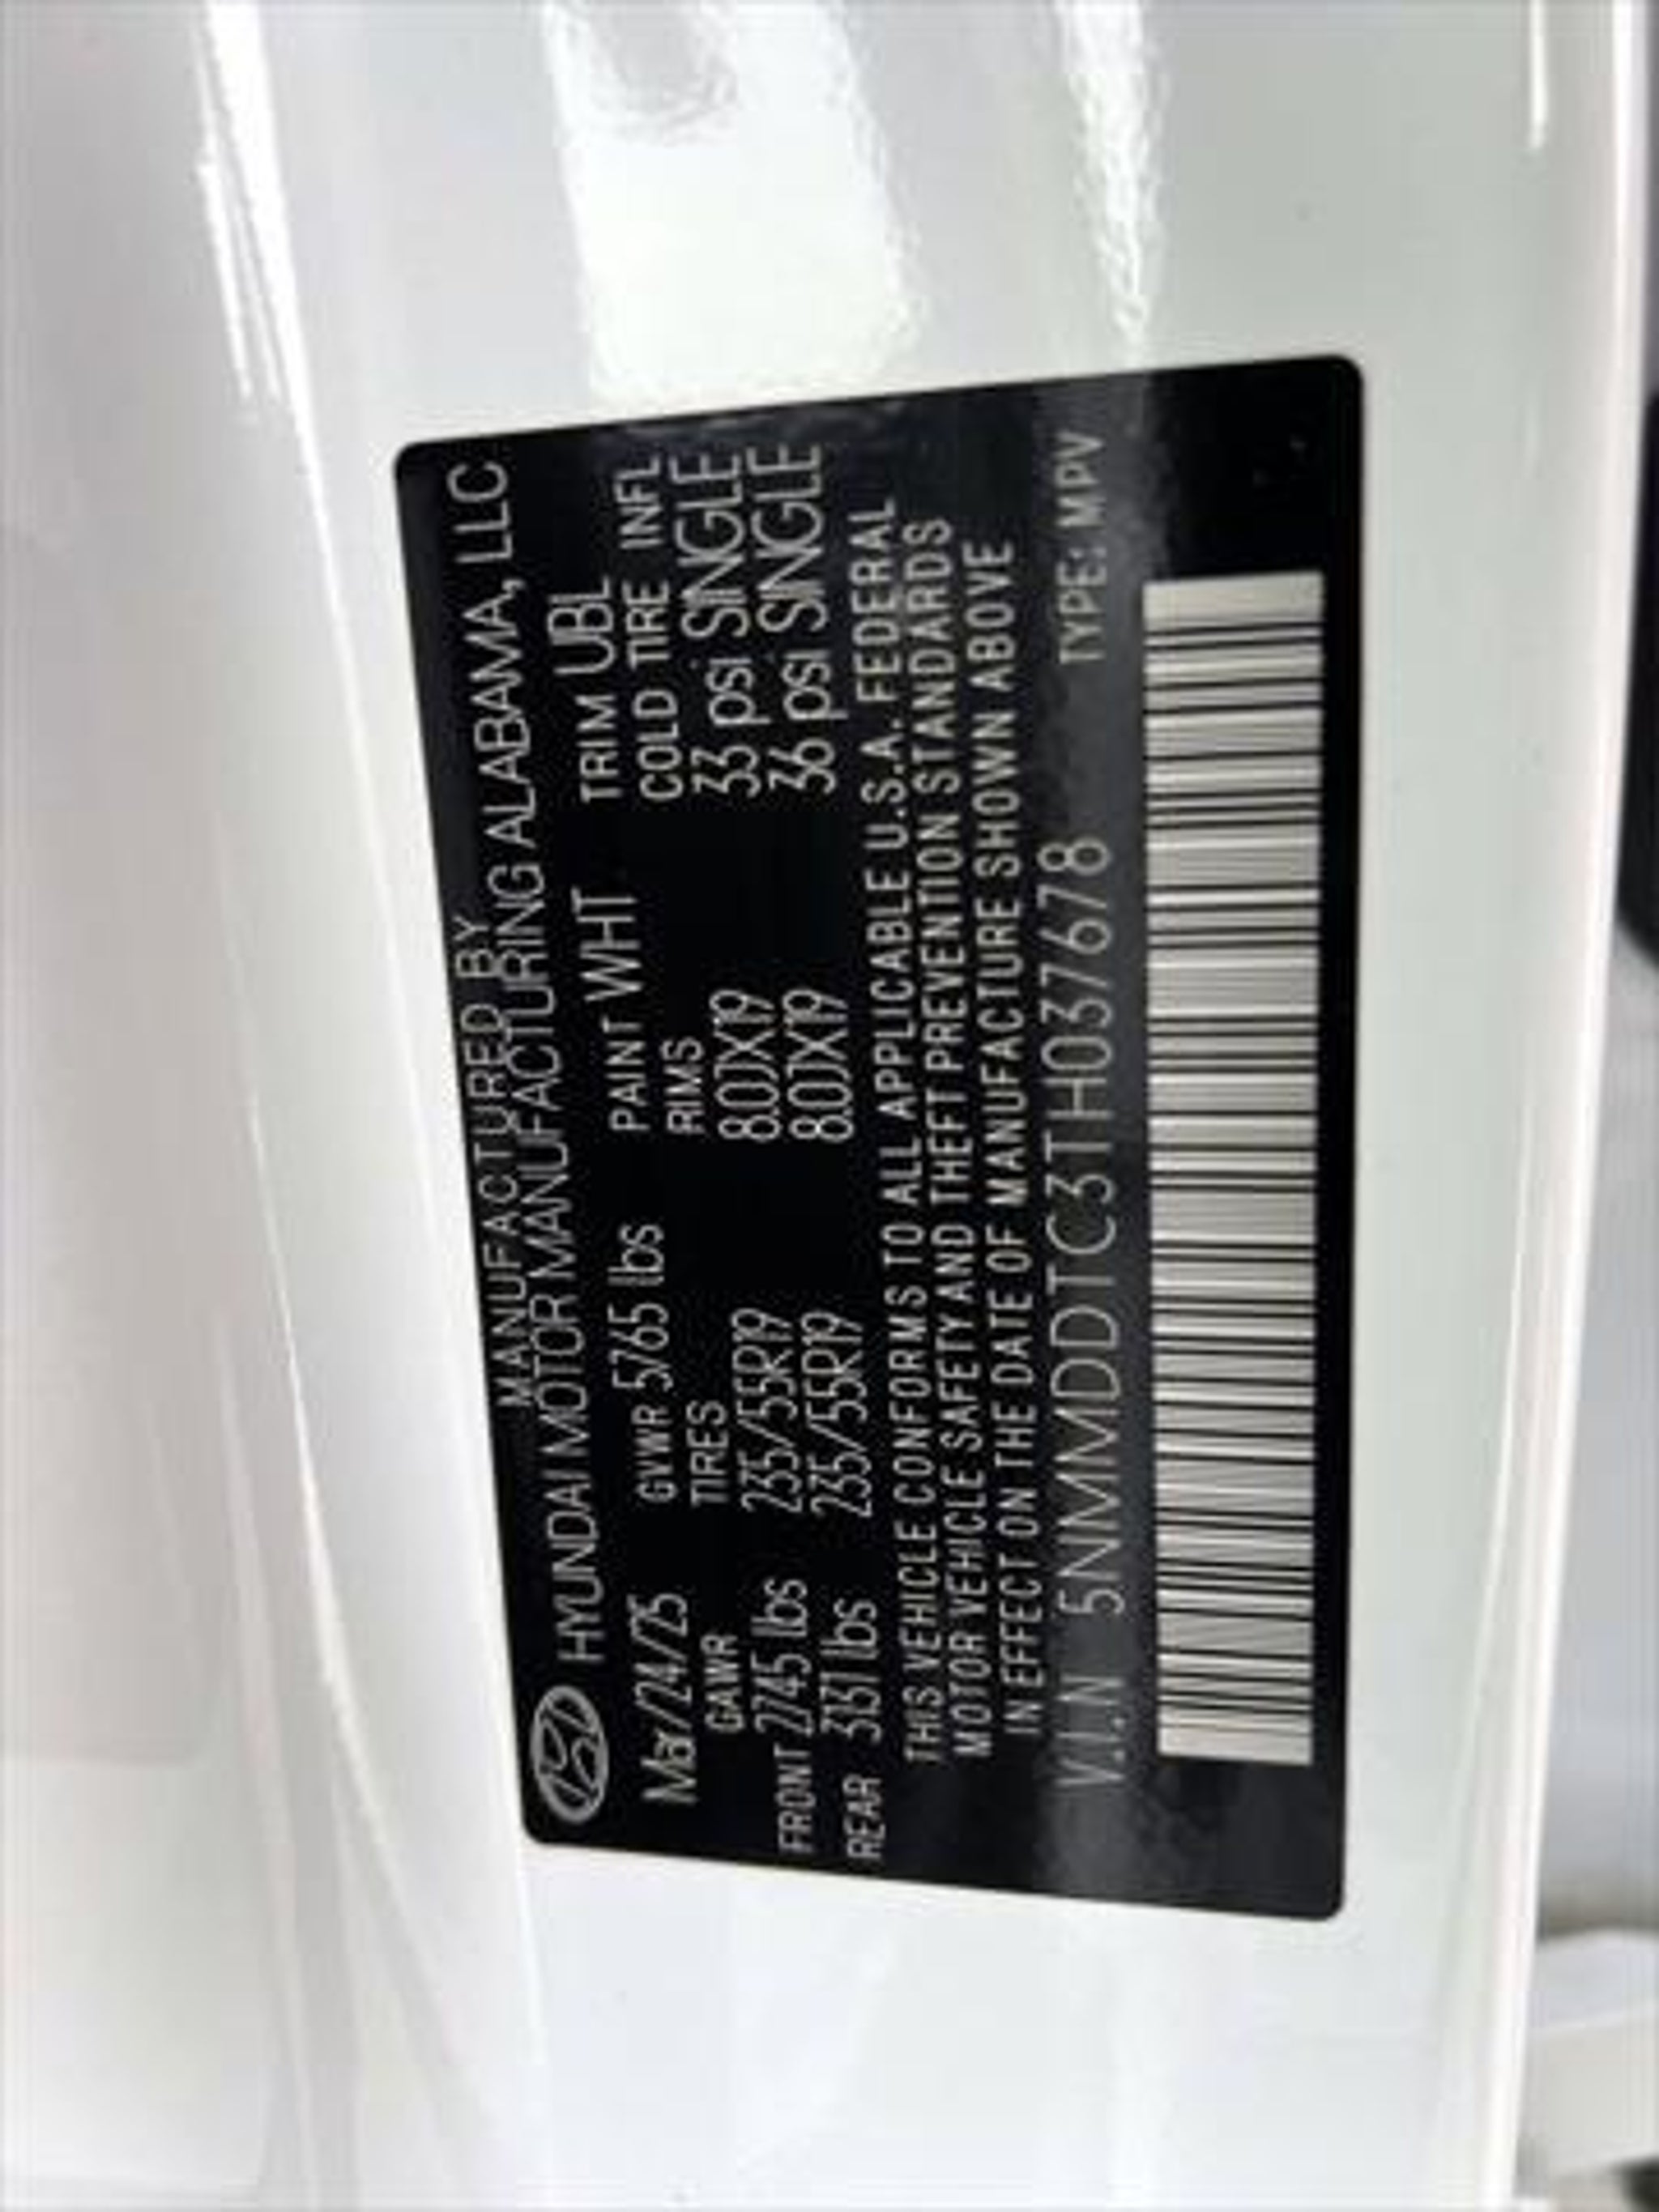 MANUFACTURED BY
HYUNDAI MOTOR MANUFACTURING ALABAMA, LLC
Mar/24/25 GVWR 5765 lbs PAINT WHT TRIM UBL
GAWR TIRES RIMS COLD TIRE INFL
FRONT 2745 lbs 235/55R19 8.0JX19 33 psi SINGLE
REAR 3131 lbs 235/55R19 8.0JX19 36 psi SINGLE
THIS VEHICLE CONFORMS TO ALL APPLICABLE U.S.A. FEDERAL
MOTOR VEHICLE SAFETY AND THEFT PREVENTION STANDARDS
IN EFFECT ON THE DATE OF MANUFACTURE SHOWN ABOVE
V.I.N 5NMMDDTC3TH037678 TYPE: MPV